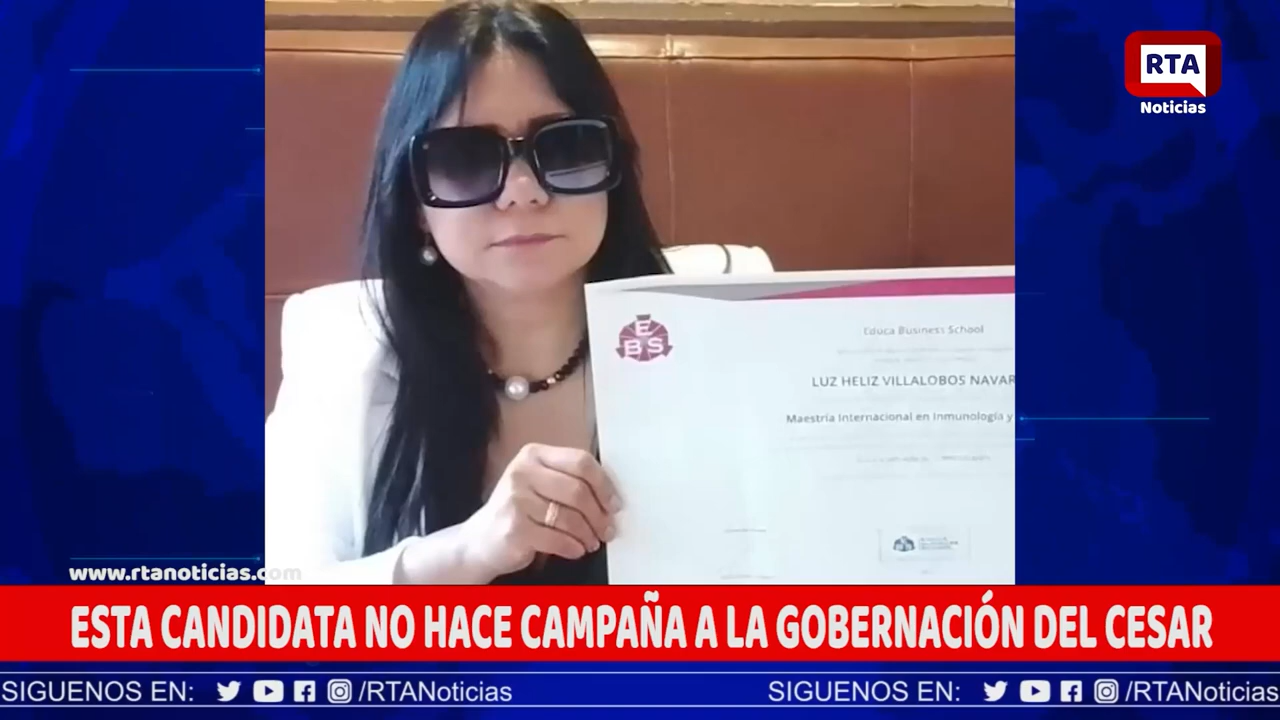 RTA
Noticias
E
B S
Educa Business School
LUZ HELIZ VILLALOBOS NAVAR
Maestría Internacional en Inmunología y
www.rtanoticias.com
ESTA CANDIDATA NO HACE CAMPAÑA A LA GOBERNACIÓN DEL CESAR
SIGUENOS EN: /RTANoticias
SIGUENOS EN: /RTANoticias